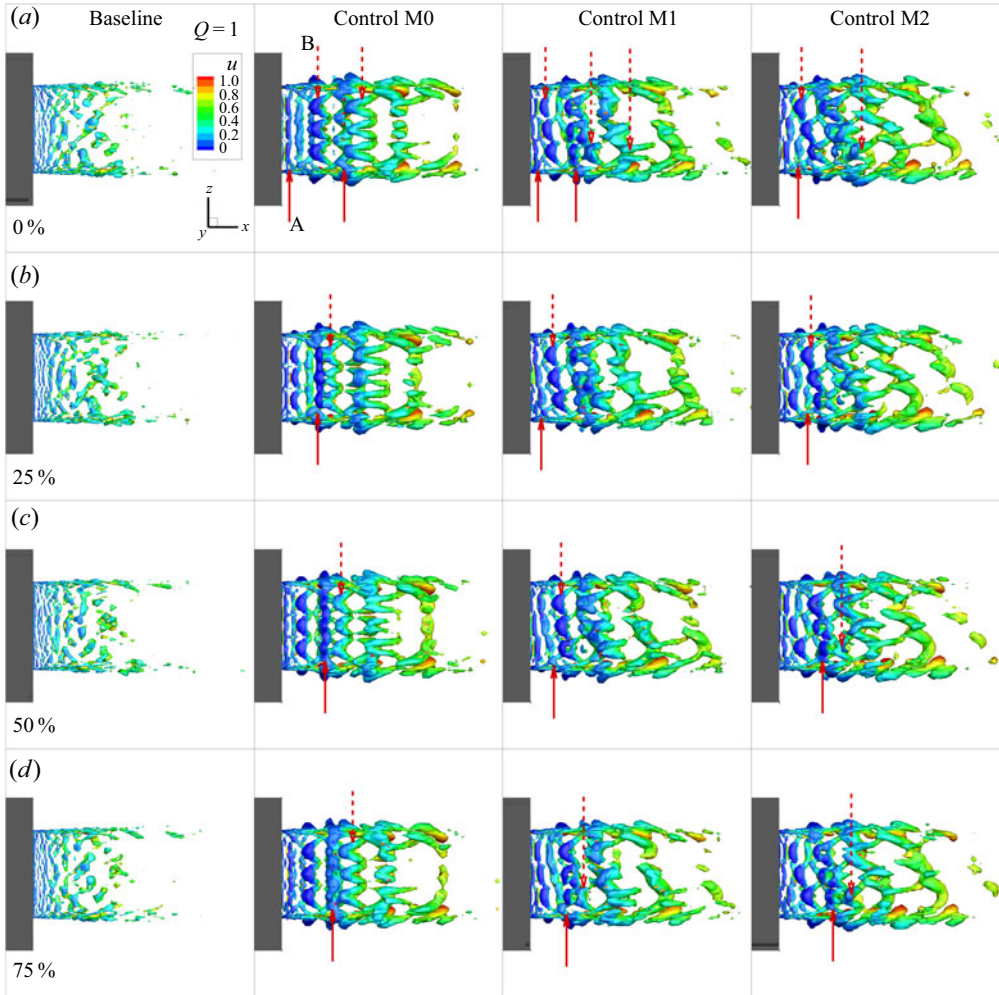 (a) Baseline Control M0 Control M1 Control M2
Q = 1
B
u
1.0
0.8
0.6
0.4
0.2
0
z
y x
A
0 %
(b)
25 %
(c)
50 %
(d)
75 %